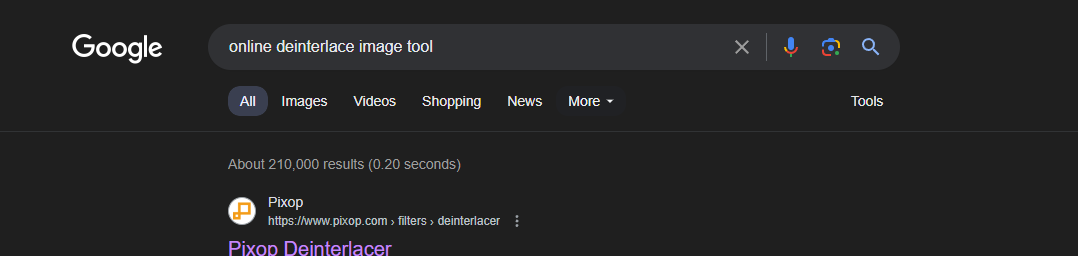 Google
online deinterlace image tool
All Images Videos Shopping News More Tools
About 210,000 results (0.20 seconds)
Pixop
https://www.pixop.com › filters › deinterlacer
Pixop Deinterlacer